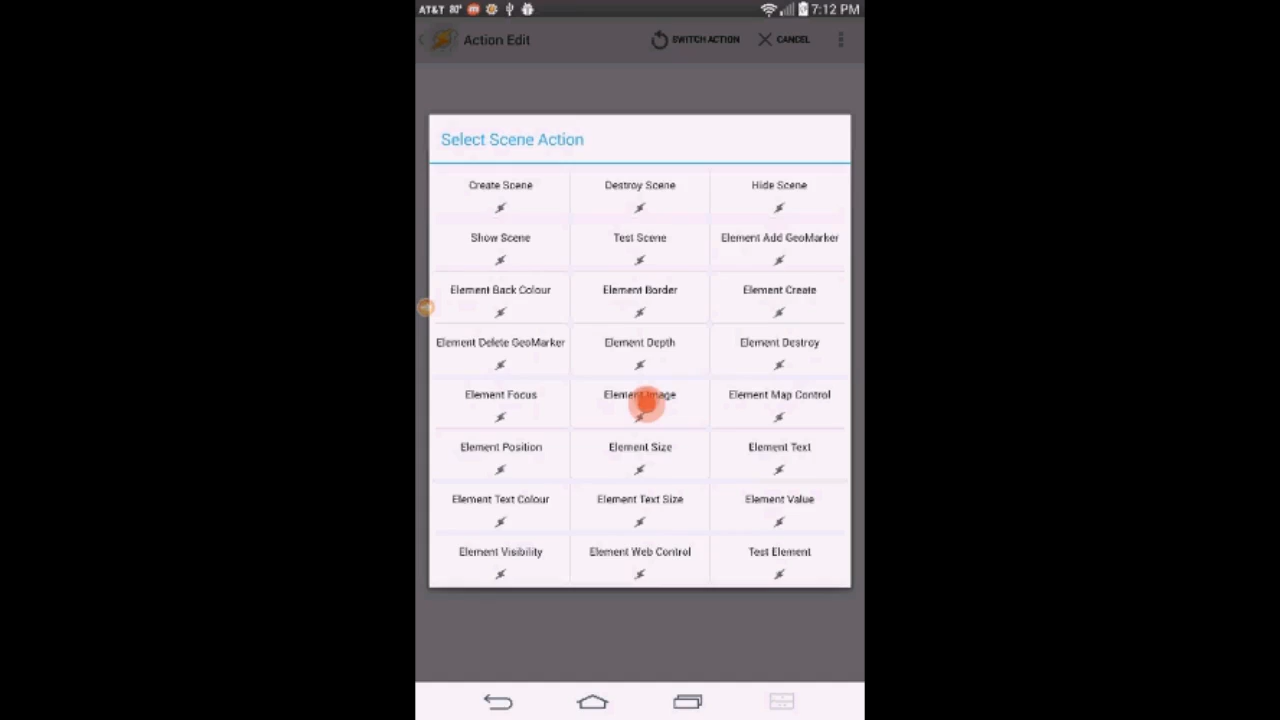 AT&T 80° 7:12 PM
Action Edit SWITCH ACTION CANCEL
Select Scene Action
Create Scene Destroy Scene Hide Scene
Show Scene Test Scene Element Add GeoMarker
Element Back Colour Element Border Element Create
Element Delete GeoMarker Element Depth Element Destroy
Element Focus Element Image Element Map Control
Element Position Element Size Element Text
Element Text Colour Element Text Size Element Value
Element Visibility Element Web Control Test Element